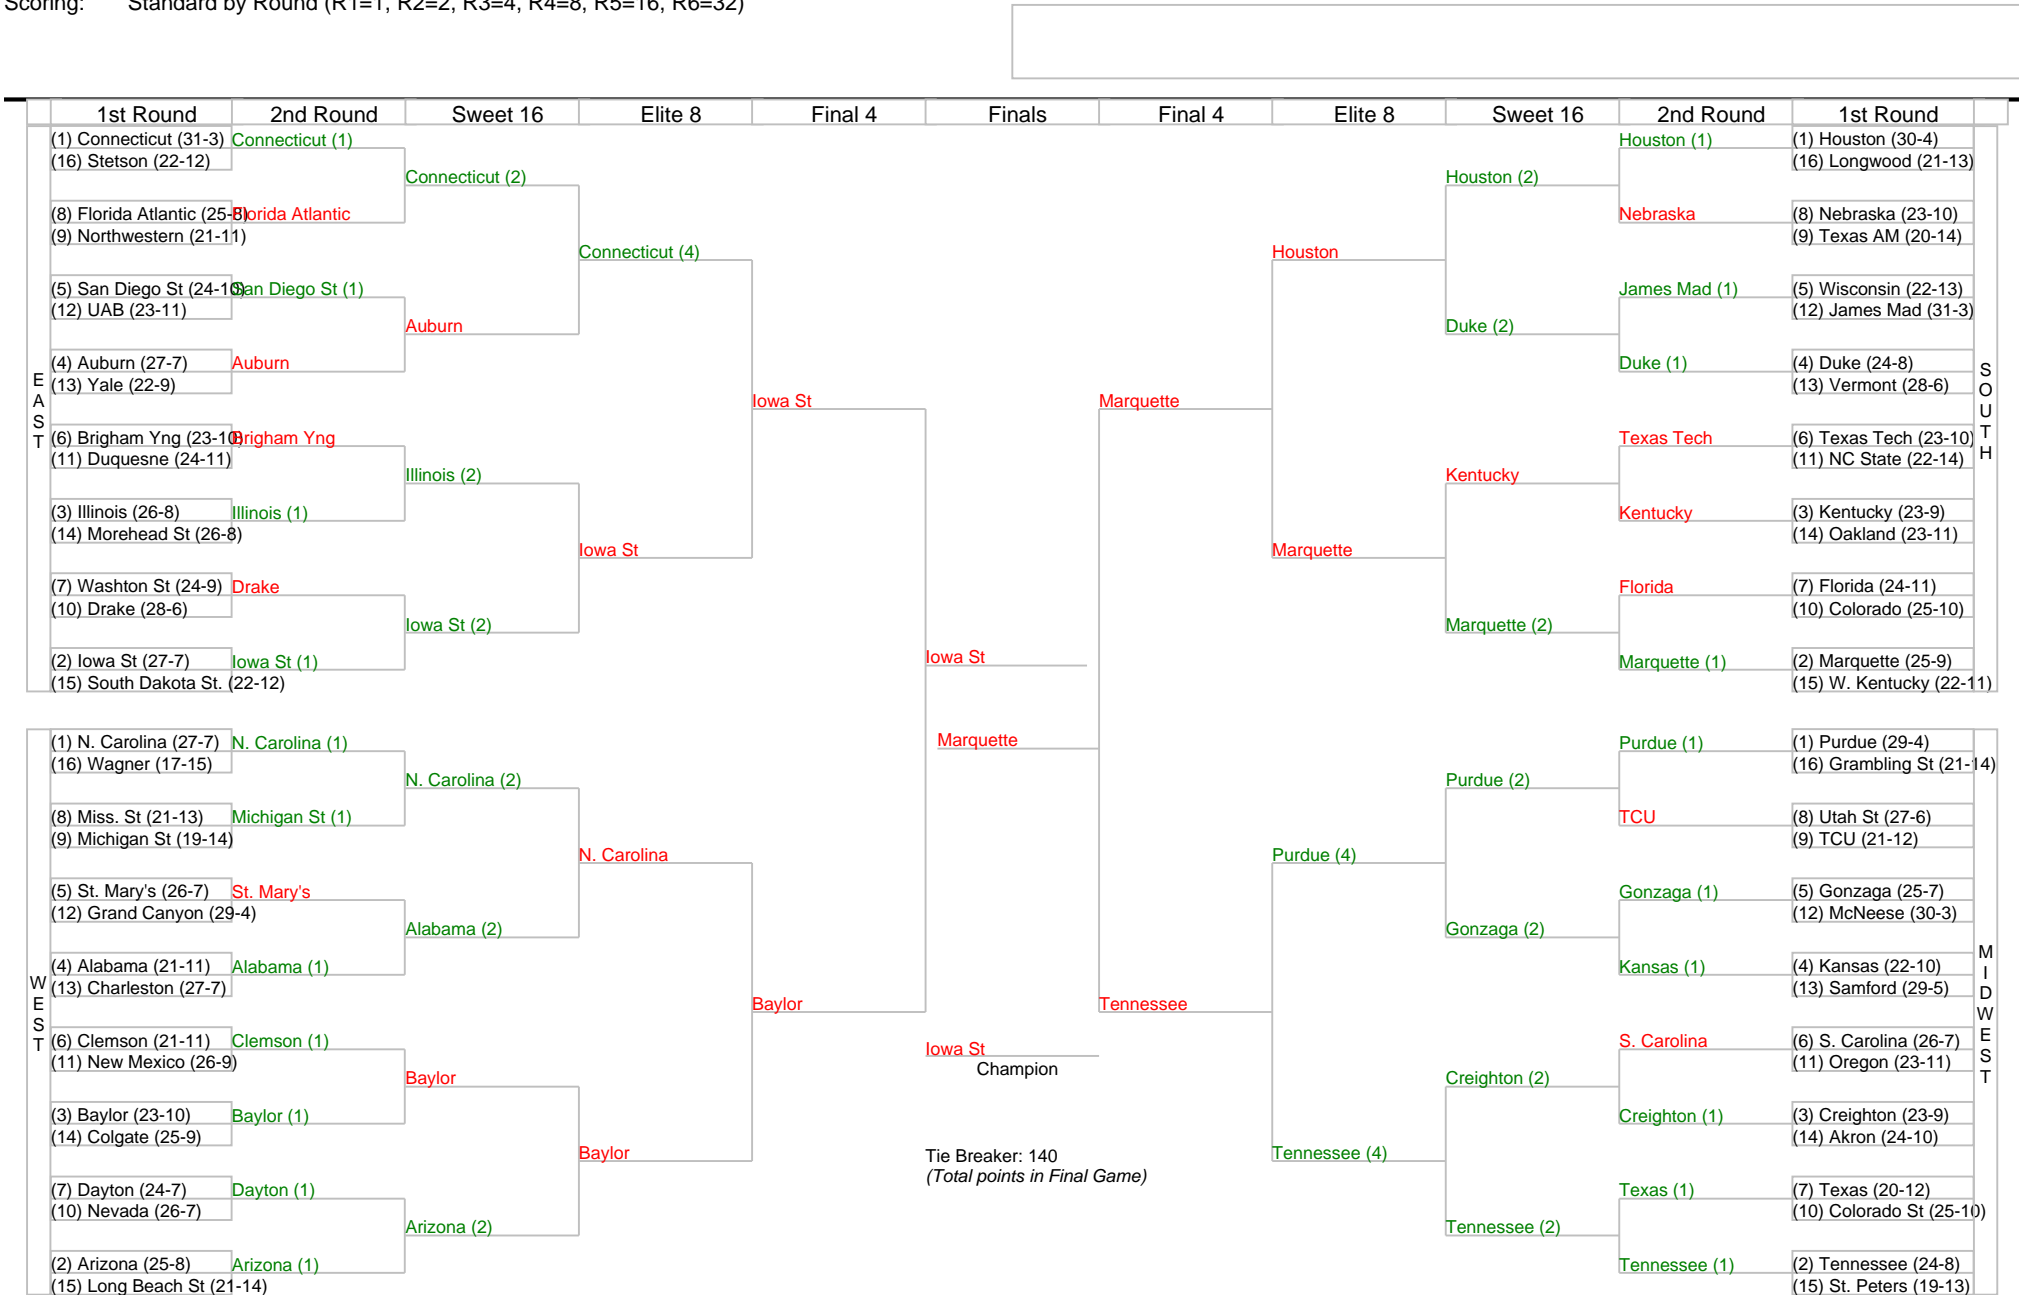 Scoring: Standard by Round (R1=1, R2=2, R3=4, R4=8, R5=16, R6=32)
1st Round 2nd Round Sweet 16 Elite 8 Final 4 Finals Final 4 Elite 8 Sweet 16 2nd Round 1st Round
EAST
(1) Connecticut (31-3)
(16) Stetson (22-12)
(8) Florida Atlantic (25-8)
(9) Northwestern (21-11)
(5) San Diego St (24-10)
(12) UAB (23-11)
(4) Auburn (27-7)
(13) Yale (22-9)
(6) Brigham Yng (23-10)
(11) Duquesne (24-11)
(3) Illinois (26-8)
(14) Morehead St (26-8)
(7) Washton St (24-9)
(10) Drake (28-6)
(2) Iowa St (27-7)
(15) South Dakota St. (22-12)
Connecticut (1)
Florida Atlantic
San Diego St (1)
Auburn
Brigham Yng
Illinois (1)
Drake
Iowa St (1)
Connecticut (2)
Auburn
Illinois (2)
Iowa St (2)
Connecticut (4)
Iowa St
Iowa St
WEST
(1) N. Carolina (27-7)
(16) Wagner (17-15)
(8) Miss. St (21-13)
(9) Michigan St (19-14)
(5) St. Mary's (26-7)
(12) Grand Canyon (29-4)
(4) Alabama (21-11)
(13) Charleston (27-7)
(6) Clemson (21-11)
(11) New Mexico (26-9)
(3) Baylor (23-10)
(14) Colgate (25-9)
(7) Dayton (24-7)
(10) Nevada (26-7)
(2) Arizona (25-8)
(15) Long Beach St (21-14)
N. Carolina (1)
Michigan St (1)
St. Mary's
Alabama (1)
Clemson (1)
Baylor (1)
Dayton (1)
Arizona (1)
N. Carolina (2)
Alabama (2)
Baylor
Arizona (2)
N. Carolina
Baylor
Baylor
Iowa St
Marquette
Iowa St
Champion
Tie Breaker: 140
(Total points in Final Game)
Marquette
Houston
Marquette
Houston (2)
Duke (2)
Kentucky
Marquette (2)
Houston (1)
Nebraska
James Mad (1)
Duke (1)
Texas Tech
Kentucky
Florida
Marquette (1)
(1) Houston (30-4)
(16) Longwood (21-13)
(8) Nebraska (23-10)
(9) Texas AM (20-14)
(5) Wisconsin (22-13)
(12) James Mad (31-3)
(4) Duke (24-8)
(13) Vermont (28-6)
(6) Texas Tech (23-10)
(11) NC State (22-14)
(3) Kentucky (23-9)
(14) Oakland (23-11)
(7) Florida (24-11)
(10) Colorado (25-10)
(2) Marquette (25-9)
(15) W. Kentucky (22-11)
SOUTH
Tennessee
Purdue (4)
Tennessee (4)
Purdue (2)
Gonzaga (2)
Creighton (2)
Tennessee (2)
Purdue (1)
TCU
Gonzaga (1)
Kansas (1)
S. Carolina
Creighton (1)
Texas (1)
Tennessee (1)
(1) Purdue (29-4)
(16) Grambling St (21-14)
(8) Utah St (27-6)
(9) TCU (21-12)
(5) Gonzaga (25-7)
(12) McNeese (30-3)
(4) Kansas (22-10)
(13) Samford (29-5)
(6) S. Carolina (26-7)
(11) Oregon (23-11)
(3) Creighton (23-9)
(14) Akron (24-10)
(7) Texas (20-12)
(10) Colorado St (25-10)
(2) Tennessee (24-8)
(15) St. Peters (19-13)
MIDWEST